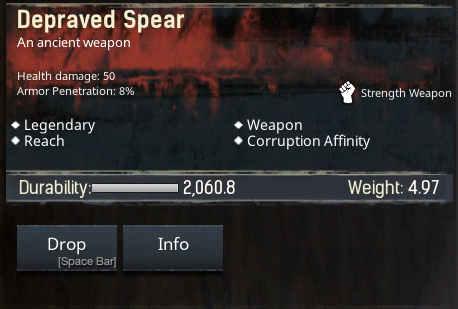 Depraved Spear
An ancient weapon
Health damage: 50
Armor Penetration: 8%
Strength Weapon
Legendary
Weapon
Reach
Corruption Affinity
Durability: 2,060.8
Weight: 4.97
Drop
[Space Bar]
Info